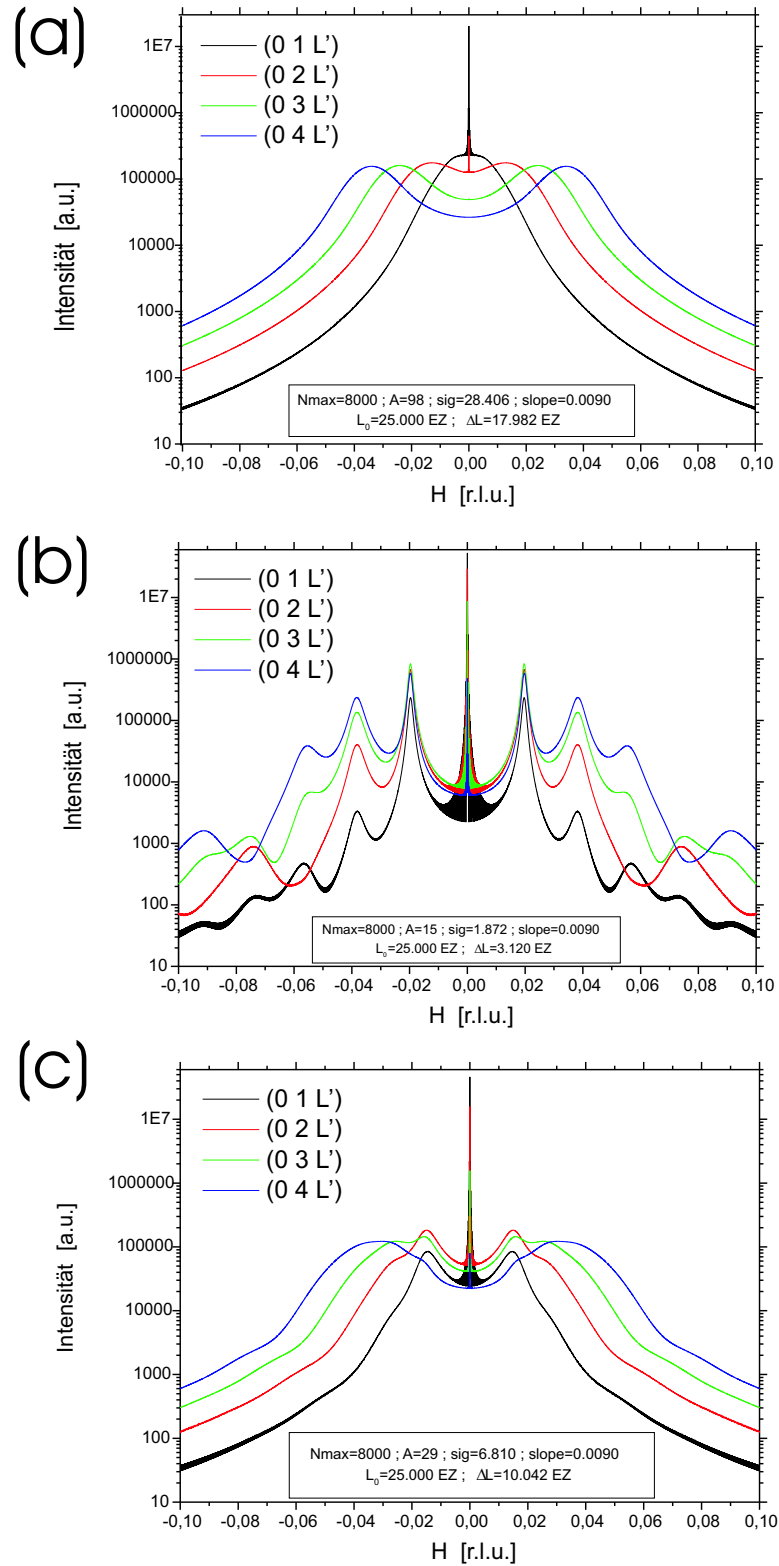 (a)
1E7
1000000
100000
10000
1000
100
10
Intensität [a.u.]
(0 1 L')
(0 2 L')
(0 3 L')
(0 4 L')
Nmax=8000 ; A=98 ; sig=28.406 ; slope=0.0090
L0=25.000 EZ ; ΔL=17.982 EZ
-0,10 -0,08 -0,06 -0,04 -0,02 0,00 0,02 0,04 0,06 0,08 0,10
H [r.l.u.]
(b)
1E7
1000000
100000
10000
1000
100
10
Intensität [a.u.]
(0 1 L')
(0 2 L')
(0 3 L')
(0 4 L')
Nmax=8000 ; A=15 ; sig=1.872 ; slope=0.0090
L0=25.000 EZ ; ΔL=3.120 EZ
-0,10 -0,08 -0,06 -0,04 -0,02 0,00 0,02 0,04 0,06 0,08 0,10
H [r.l.u.]
(c)
1E7
1000000
100000
10000
1000
100
10
Intensität [a.u.]
(0 1 L')
(0 2 L')
(0 3 L')
(0 4 L')
Nmax=8000 ; A=29 ; sig=6.810 ; slope=0.0090
L0=25.000 EZ ; ΔL=10.042 EZ
-0,10 -0,08 -0,06 -0,04 -0,02 0,00 0,02 0,04 0,06 0,08 0,10
H [r.l.u.]